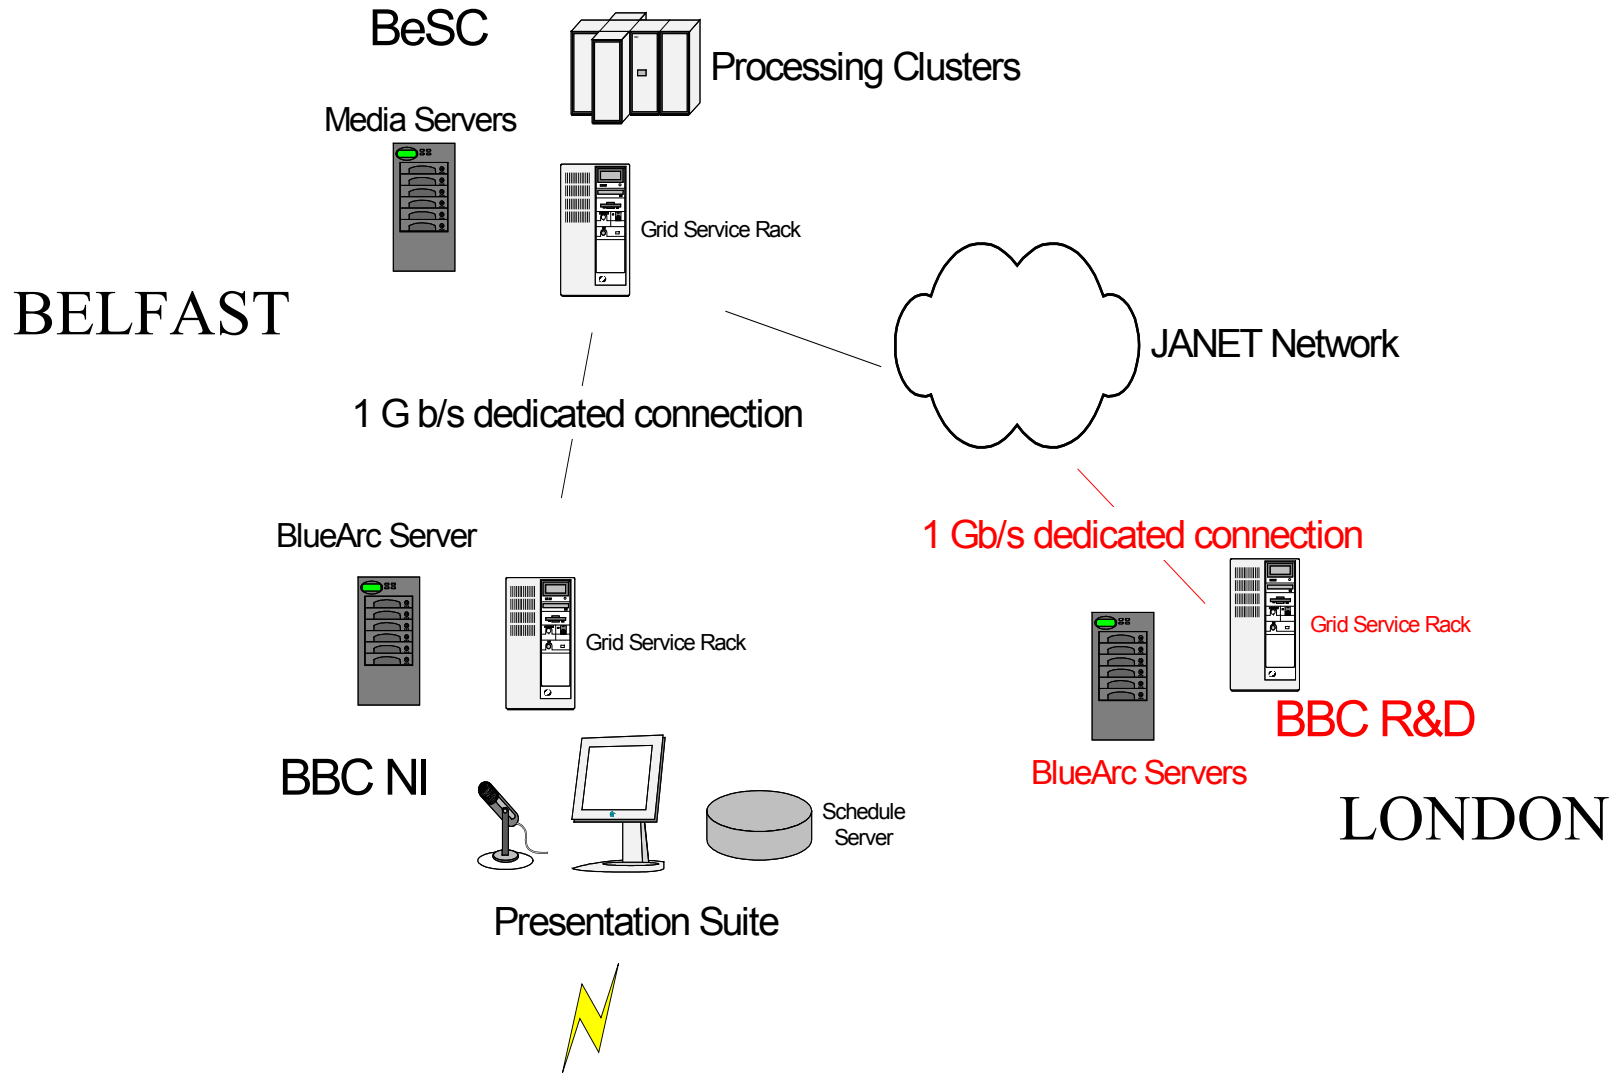 BeSC
Processing Clusters
Media Servers
Grid Service Rack
BELFAST
JANET Network
1 G b/s dedicated connection
BlueArc Server
1 Gb/s dedicated connection
Grid Service Rack
Grid Service Rack
BBC R&D
BBC NI
BlueArc Servers
Schedule
Server
LONDON
Presentation Suite